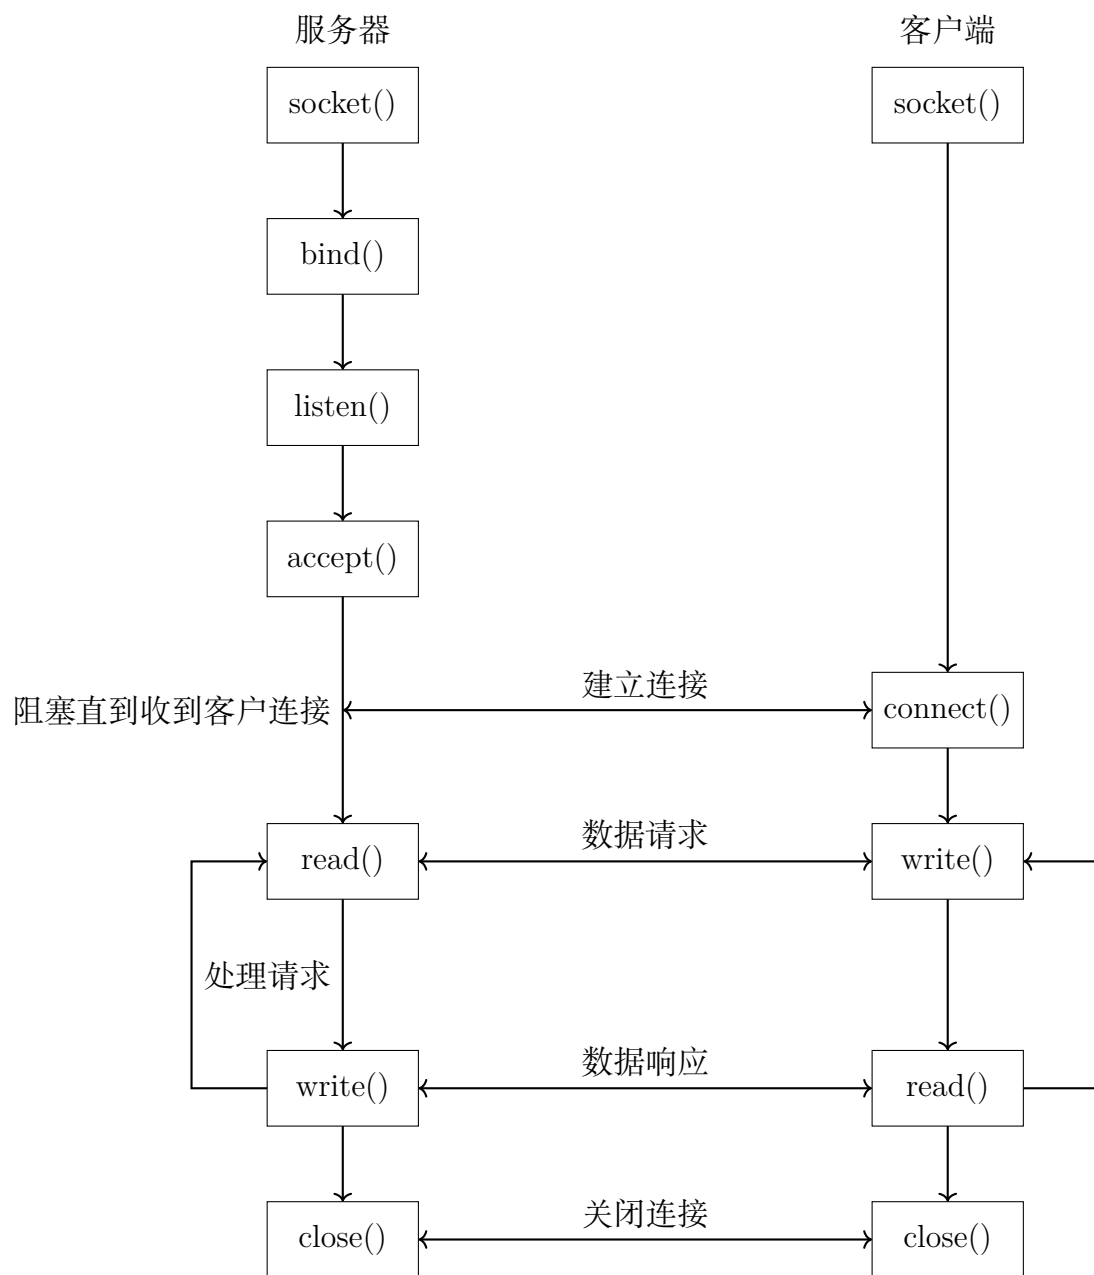 服务器
客户端
socket()
socket()
bind()
listen()
accept()
建立连接
阻塞直到收到客户连接
connect()
数据请求
read()
write()
处理请求
数据响应
write()
read()
关闭连接
close()
close()